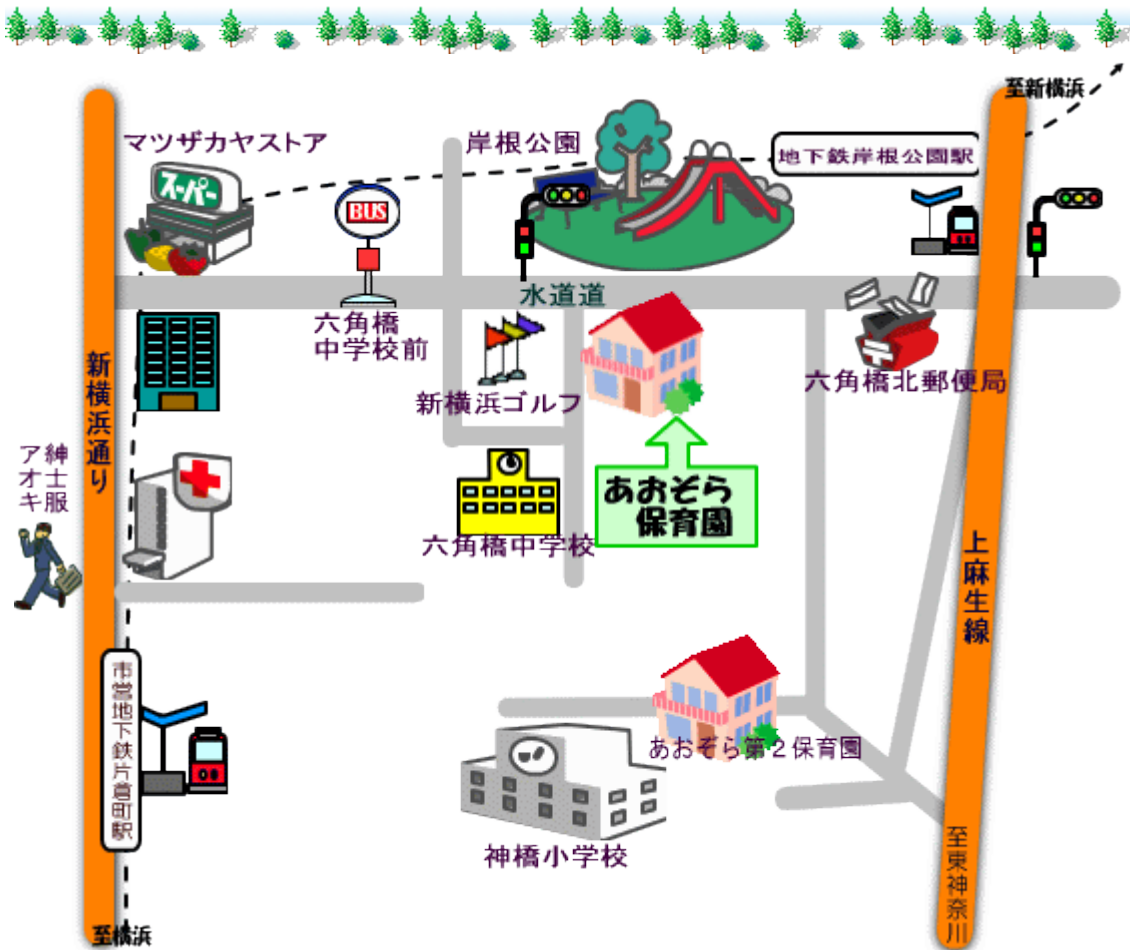 至新横浜
マツザカヤストア
岸根公園
地下鉄岸根公園駅
スーパー
BUS
水道道
六角橋
中学校前
新横浜ゴルフ
六角橋北郵便局
新横浜通り
紳士服
アオキ
あおぞら
保育園
六角橋中学校
上麻生線
市営地下鉄片倉町駅
あおぞら第2保育園
神橋小学校
至東神奈川
至横浜